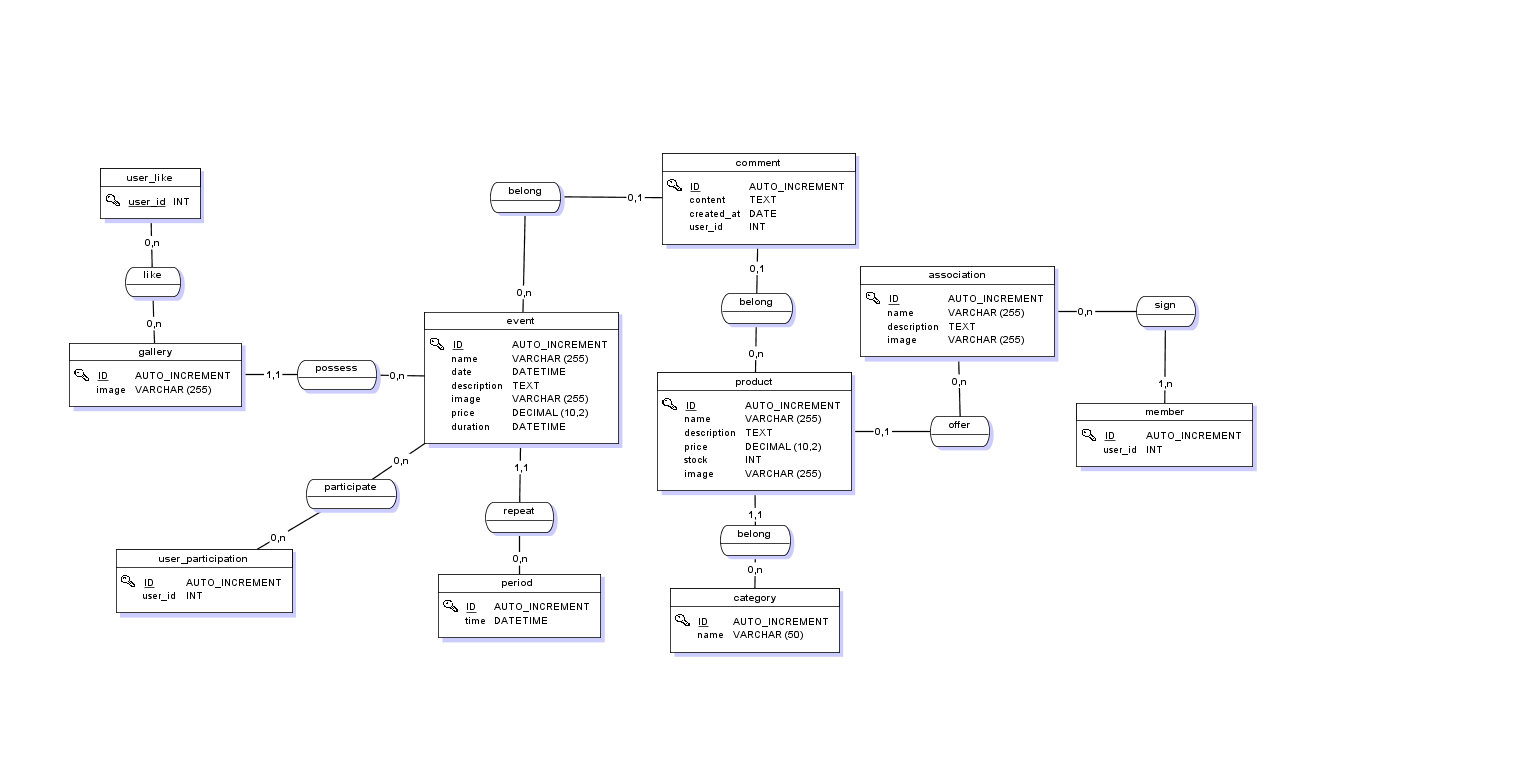 user_like
user_id INT
0,n
like
0,n
gallery
ID AUTO_INCREMENT
image VARCHAR (255)
1,1
possess
0,n
belong
0,1
0,n
comment
ID AUTO_INCREMENT
content TEXT
created_at DATE
user_id INT
0,1
belong
0,n
event
ID AUTO_INCREMENT
name VARCHAR (255)
date DATETIME
description TEXT
image VARCHAR (255)
price DECIMAL (10,2)
duration DATETIME
0,n
participate
0,n
user_participation
ID AUTO_INCREMENT
user_id INT
1,1
repeat
0,n
period
ID AUTO_INCREMENT
time DATETIME
product
ID AUTO_INCREMENT
name VARCHAR (255)
description TEXT
price DECIMAL (10,2)
stock INT
image VARCHAR (255)
0,1
offer
0,n
1,1
belong
0,n
category
ID AUTO_INCREMENT
name VARCHAR (50)
association
ID AUTO_INCREMENT
name VARCHAR (255)
description TEXT
image VARCHAR (255)
0,n
sign
1,n
member
ID AUTO_INCREMENT
user_id INT